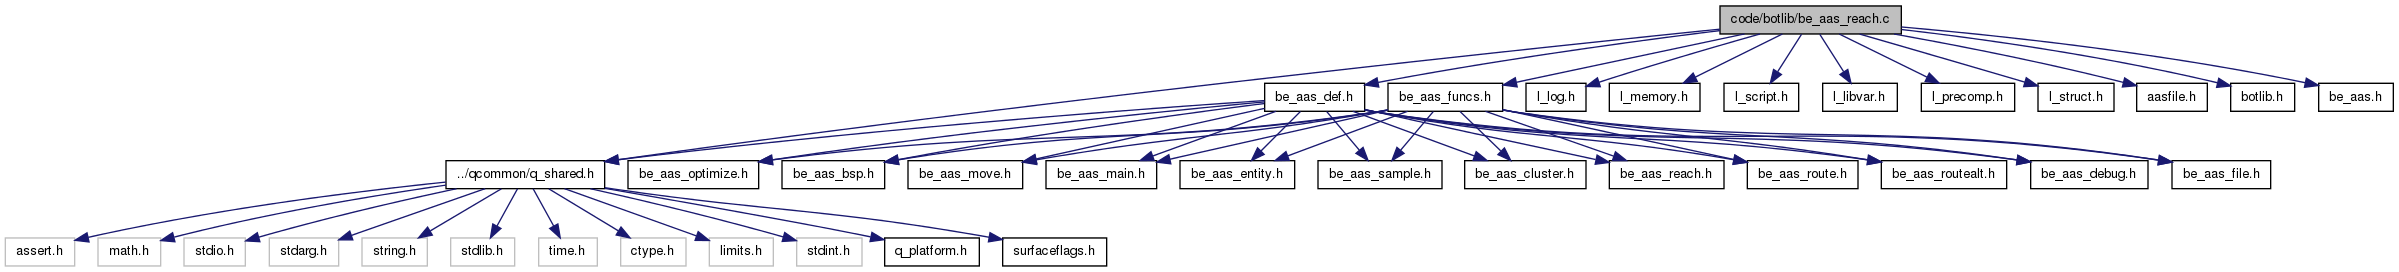 code/botlib/be_aas_reach.c
be_aas_def.h
be_aas_funcs.h
l_log.h
l_memory.h
l_script.h
l_libvar.h
l_precomp.h
l_struct.h
aasfile.h
botlib.h
be_aas.h
../qcommon/q_shared.h
be_aas_optimize.h
be_aas_bsp.h
be_aas_move.h
be_aas_main.h
be_aas_entity.h
be_aas_sample.h
be_aas_cluster.h
be_aas_reach.h
be_aas_route.h
be_aas_routealt.h
be_aas_debug.h
be_aas_file.h
assert.h
math.h
stdio.h
stdarg.h
string.h
stdlib.h
time.h
ctype.h
limits.h
stdint.h
q_platform.h
surfaceflags.h